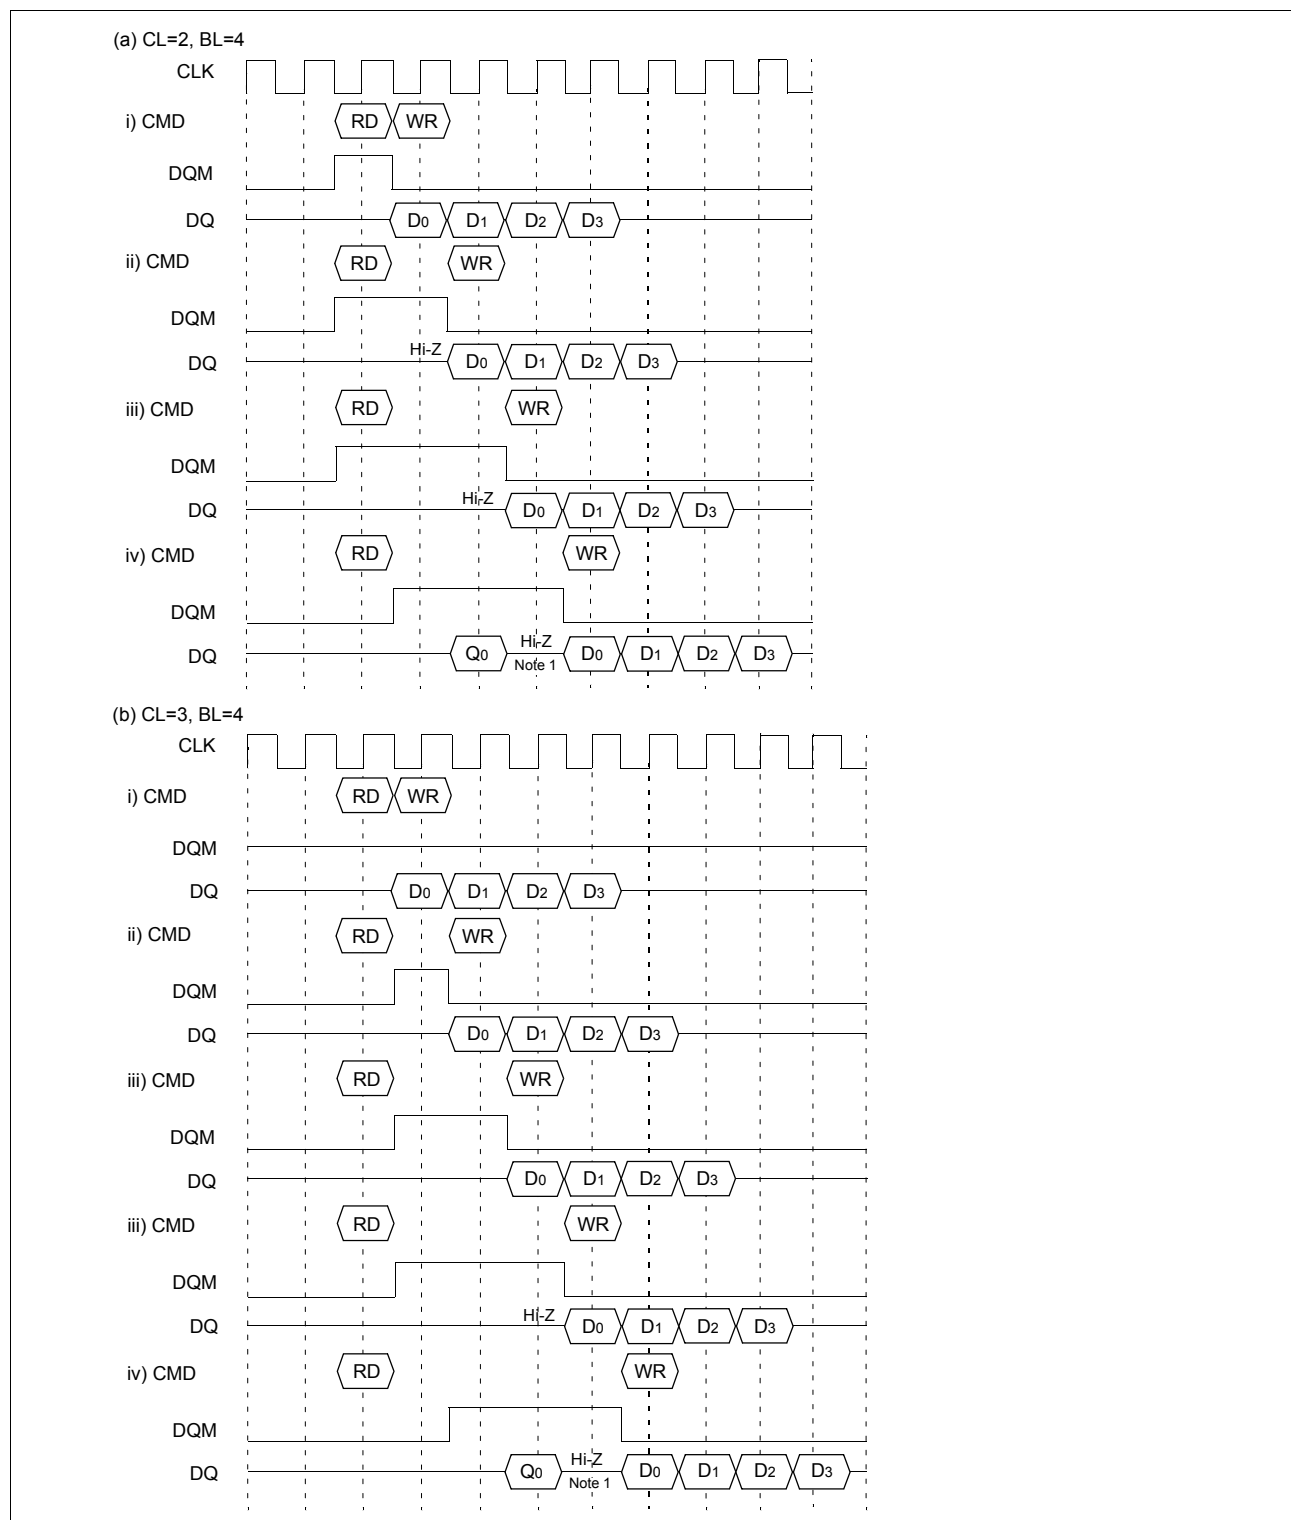 (a) CL=2, BL=4
CLK
i) CMD RD WR
DQM
DQ D0 D1 D2 D3
ii) CMD RD WR
DQM
Hi-Z
DQ D0 D1 D2 D3
iii) CMD RD WR
DQM
Hi-Z
DQ D0 D1 D2 D3
iv) CMD RD WR
DQM
Hi-Z
DQ Q0 D0 D1 D2 D3
Note 1
(b) CL=3, BL=4
CLK
i) CMD RD WR
DQM
DQ D0 D1 D2 D3
ii) CMD RD WR
DQM
DQ D0 D1 D2 D3
iii) CMD RD WR
DQM
DQ D0 D1 D2 D3
iii) CMD RD WR
DQM
Hi-Z
DQ D0 D1 D2 D3
iv) CMD RD WR
DQM
Hi-Z
DQ Q0 D0 D1 D2 D3
Note 1